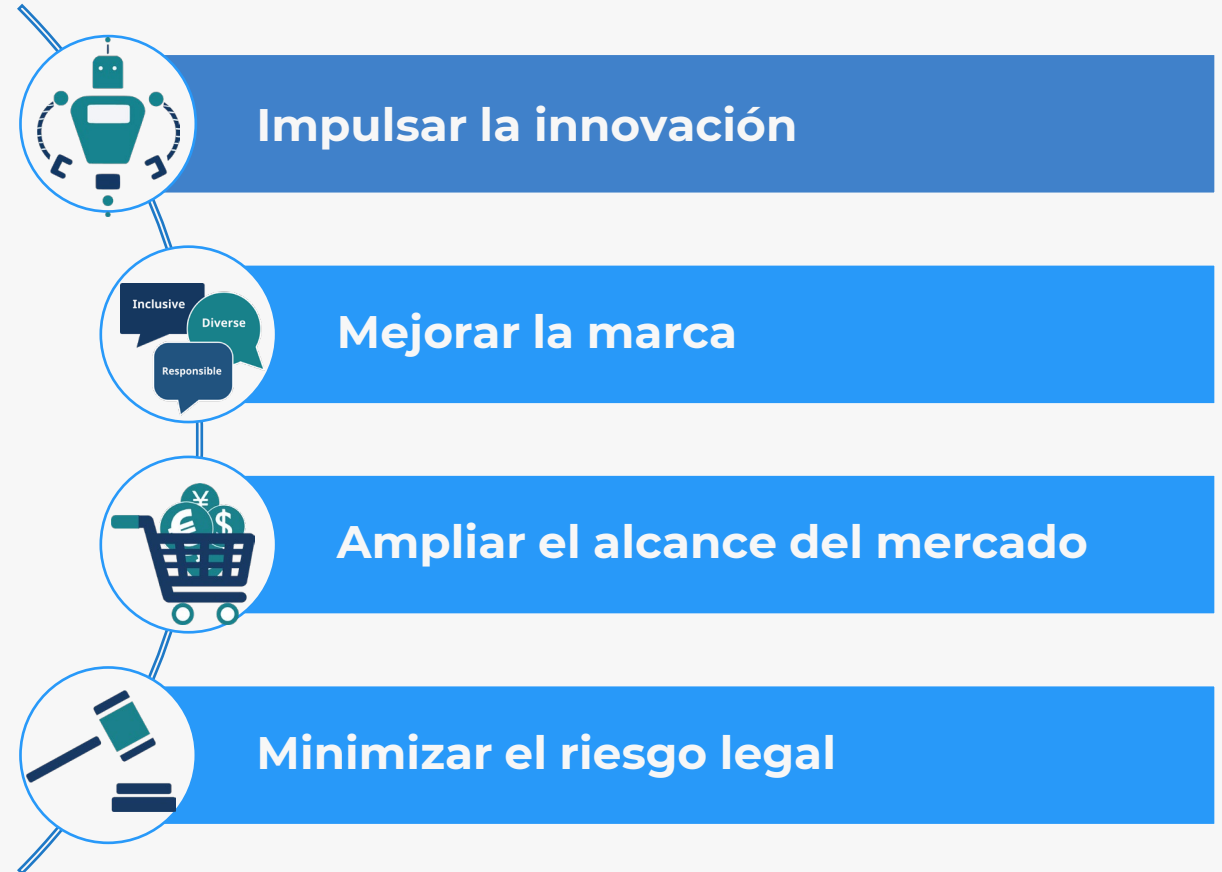 Impulsar la innovación
Inclusive
Diverse
Responsible
Mejorar la marca
¥
€ $
Ampliar el alcance del mercado
Minimizar el riesgo legal